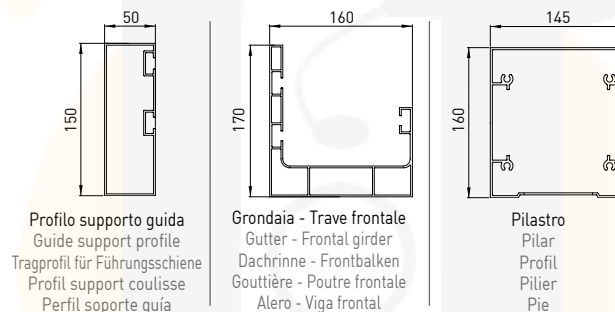 50
150
Profilo supporto guida
Guide support profile
Tragprofil für Führungsschiene
Profil support coulisse
Perfil soporte guía
160
170
Grondaia - Trave frontale
Gutter - Frontal girder
Dachrinne - Frontbalken
Gouttière - Poutre frontale
Alero - Viga frontal
145
160
Pilastro
Pilar
Profil
Pilier
Pie